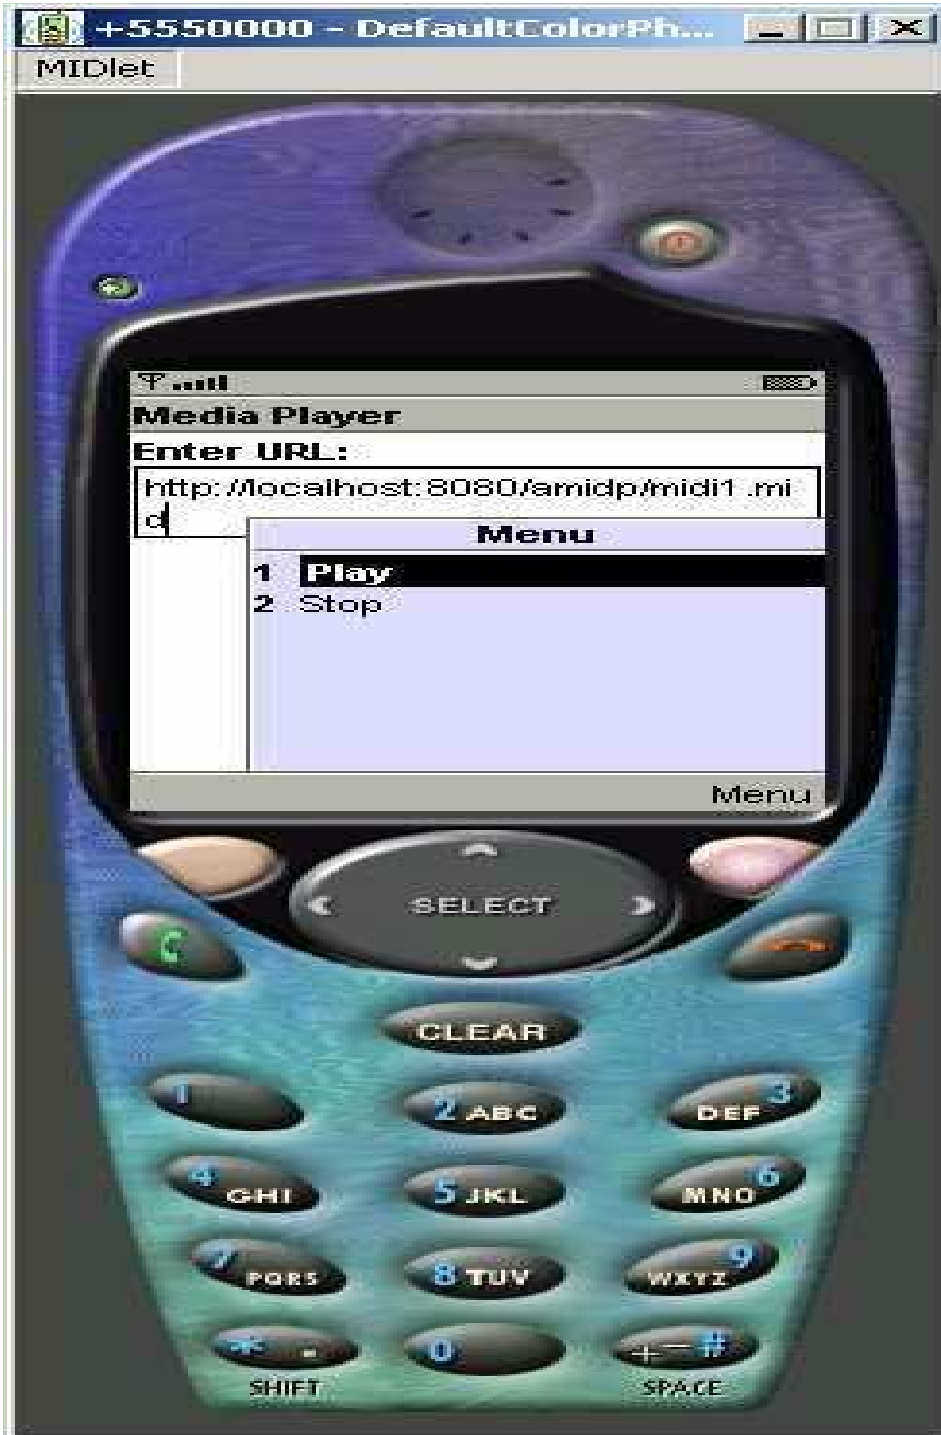 +5550000 - DefaultColorPh...
MIDlet
Media Player
Enter URL:
http://localhost:8080/amidp/midi1.mi
d
Menu
1 Play
2 Stop
Menu
SELECT
CLEAR
1
2 ABC
DEF 3
4 GHI
5 JKL
MNO 6
7 PQRS
8 TUV
WXYZ 9
* .
0
+- #
SHIFT
SPACE